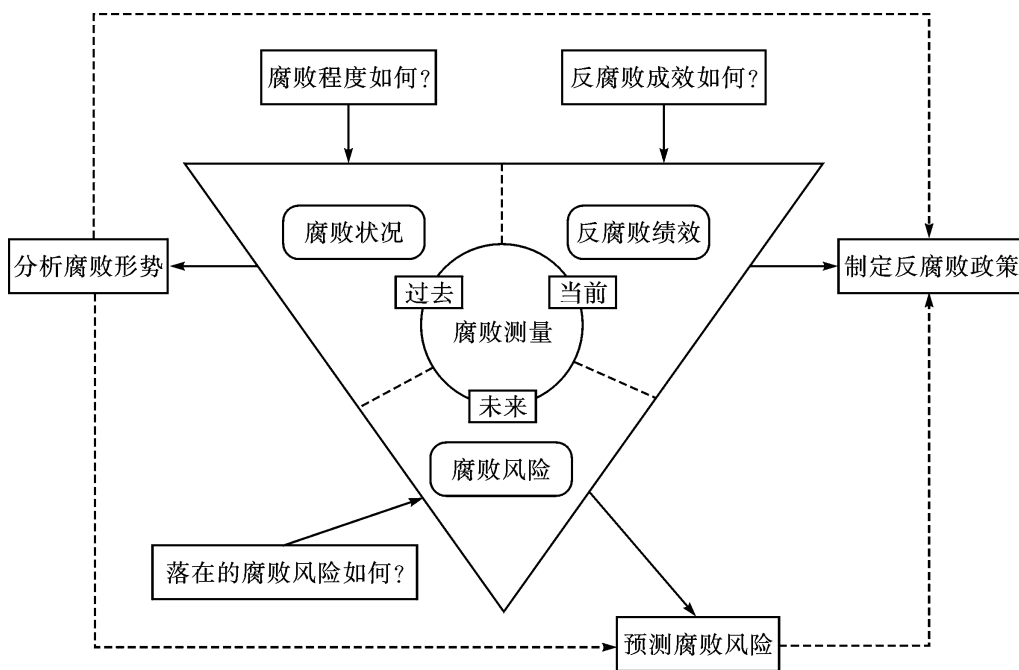 腐败程度如何?
反腐败成效如何?
腐败状况
反腐败绩效
分析腐败形势
制定反腐败政策
过去
当前
腐败测量
未来
腐败风险
落在的腐败风险如何?
预测腐败风险